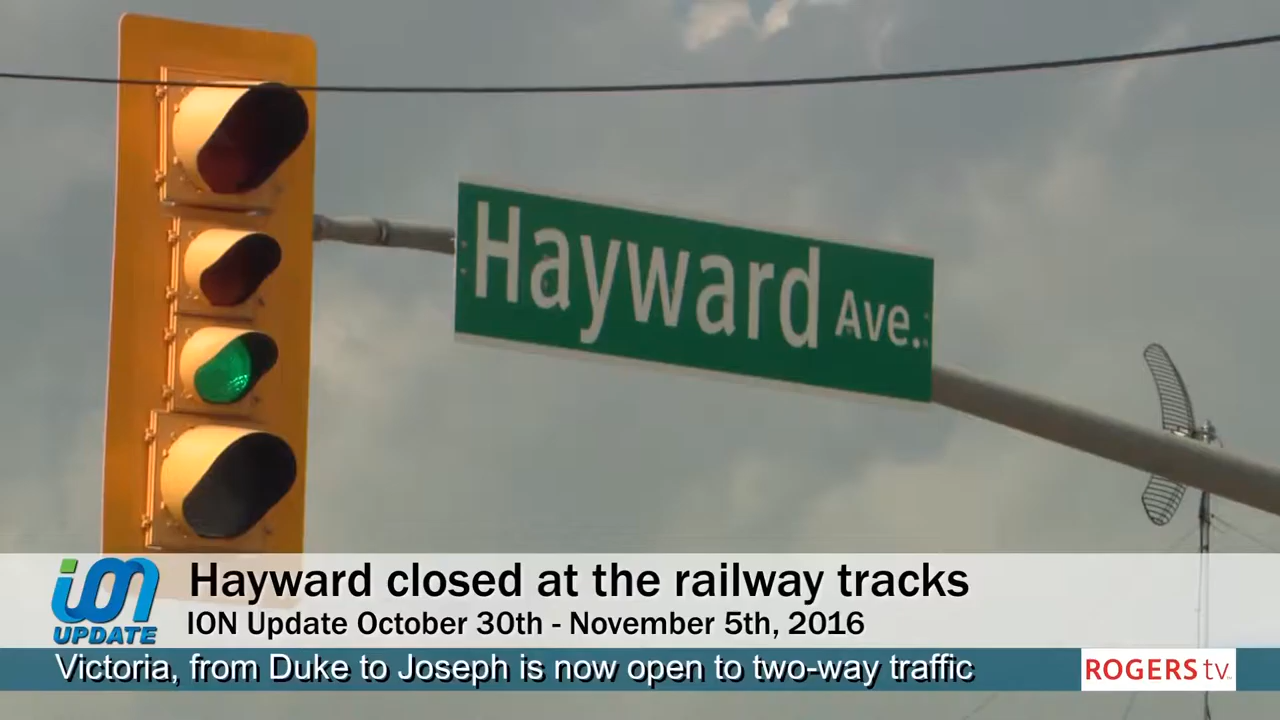 Hayward Ave.
ion
UPDATE
Hayward closed at the railway tracks
ION Update October 30th - November 5th, 2016
Victoria, from Duke to Joseph is now open to two-way traffic
ROGERS tv